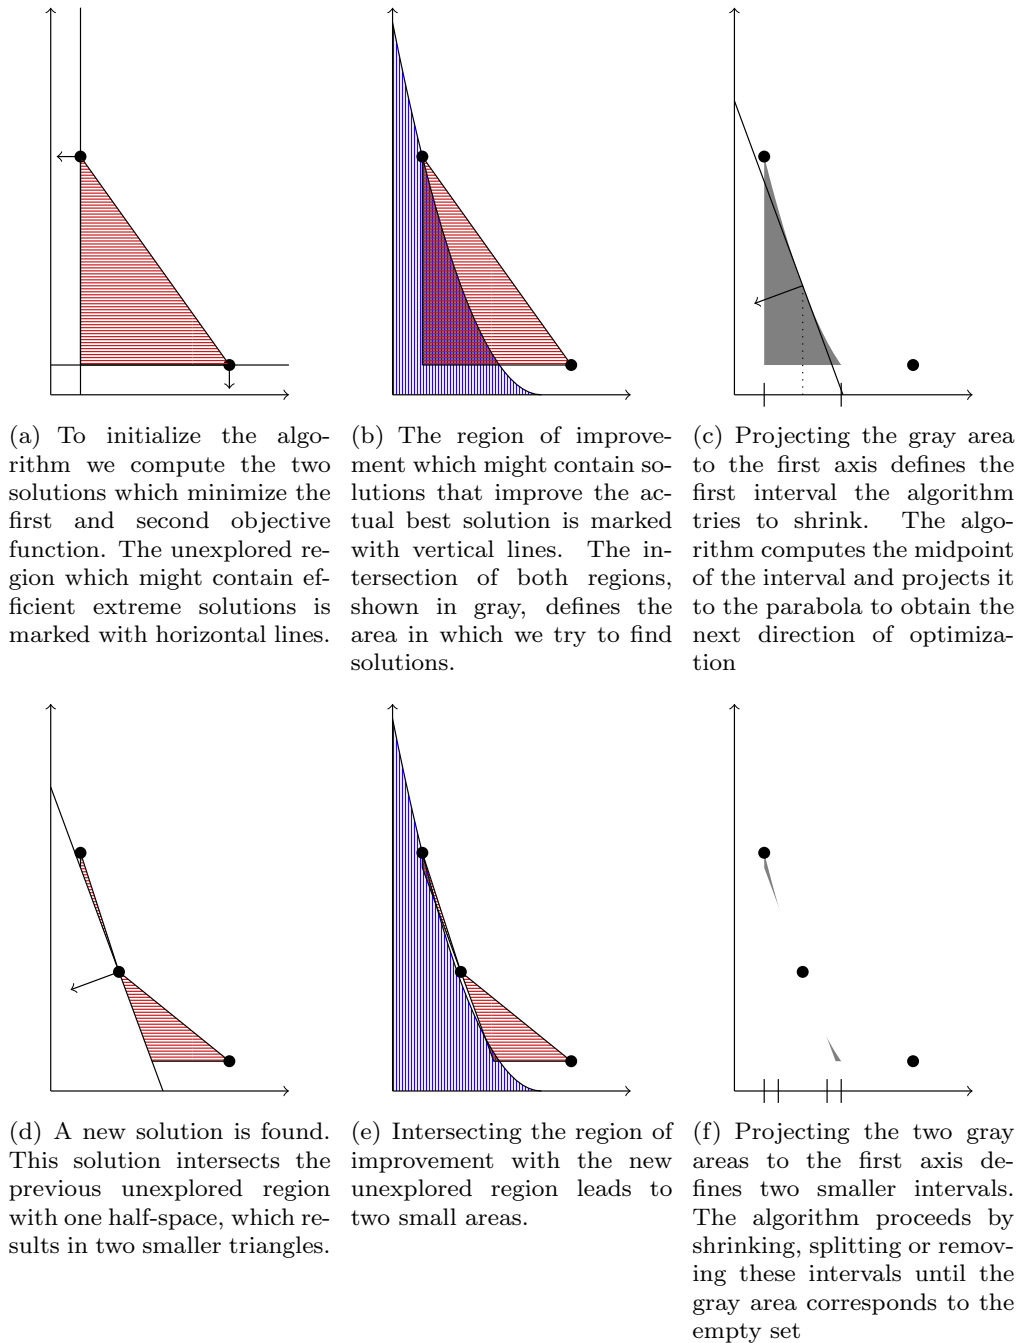 (a) To initialize the algo-
rithm we compute the two
solutions which minimize the
first and second objective
function. The unexplored re-
gion which might contain ef-
ficient extreme solutions is
marked with horizontal lines.
(b) The region of improve-
ment which might contain so-
lutions that improve the ac-
tual best solution is marked
with vertical lines. The in-
tersection of both regions,
shown in gray, defines the
area in which we try to find
solutions.
(c) Projecting the gray area
to the first axis defines the
first interval the algorithm
tries to shrink. The algo-
rithm computes the midpoint
of the interval and projects it
to the parabola to obtain the
next direction of optimiza-
tion
(d) A new solution is found.
This solution intersects the
previous unexplored region
with one half-space, which re-
sults in two smaller triangles.
(e) Intersecting the region of
improvement with the new
unexplored region leads to
two small areas.
(f) Projecting the two gray
areas to the first axis de-
fines two smaller intervals.
The algorithm proceeds by
shrinking, splitting or remov-
ing these intervals until the
gray area corresponds to the
empty set